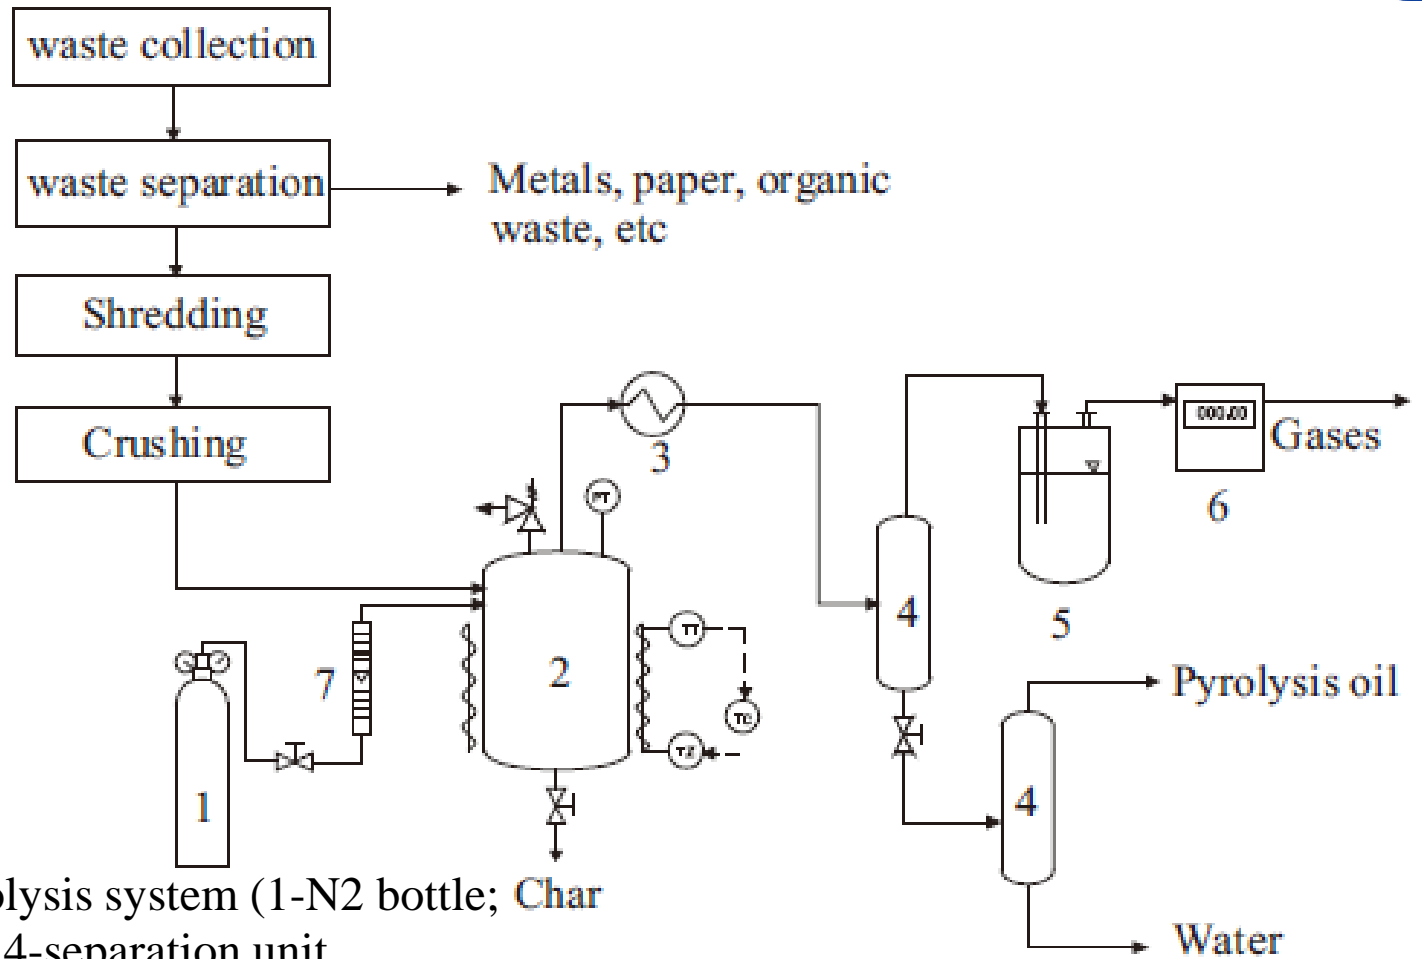 waste collection
waste separation
Metals, paper, organic
waste, etc
Shredding
Crushing
3
000.00
Gases
6
PT
4
5
TT
7
2
Pyrolysis oil
TC
TZ
1
4
olysis system (1-N2 bottle; Char
4-separation unit
Water